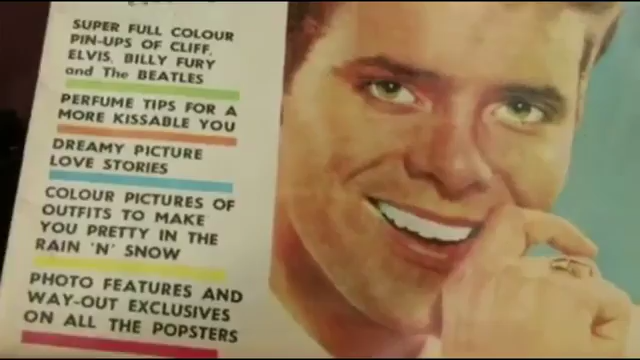 SUPER FULL COLOUR
PIN-UPS OF CLIFF,
ELVIS, BILLY FURY
and The BEATLES
PERFUME TIPS FOR A
MORE KISSABLE YOU
DREAMY PICTURE
LOVE STORIES
COLOUR PICTURES OF
OUTFITS TO MAKE
YOU PRETTY IN THE
RAIN 'N' SNOW
PHOTO FEATURES AND
WAY-OUT EXCLUSIVES
ON ALL THE POPSTERS